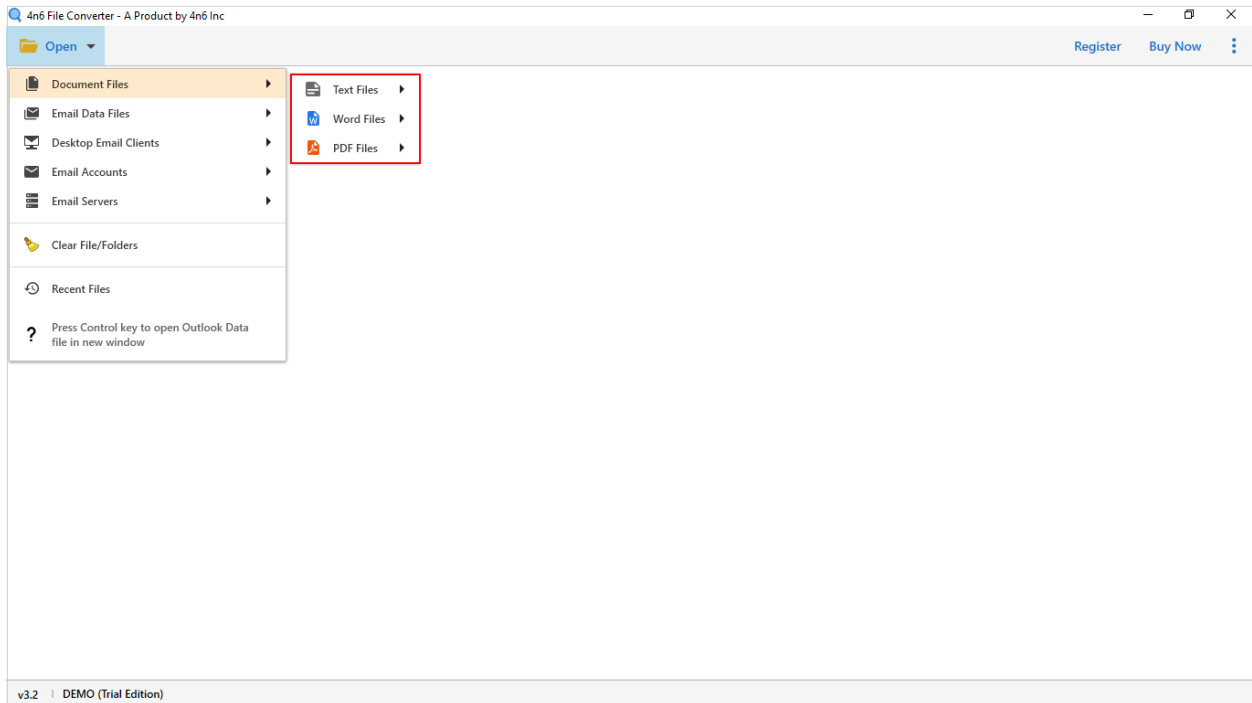 4n6 File Converter - A Product by 4n6 Inc
Open
Register
Buy Now
Document Files
Email Data Files
Desktop Email Clients
Email Accounts
Email Servers
Clear File/Folders
Recent Files
? Press Control key to open Outlook Data
file in new window
Text Files
Word Files
PDF Files
v3.2 | DEMO (Trial Edition)